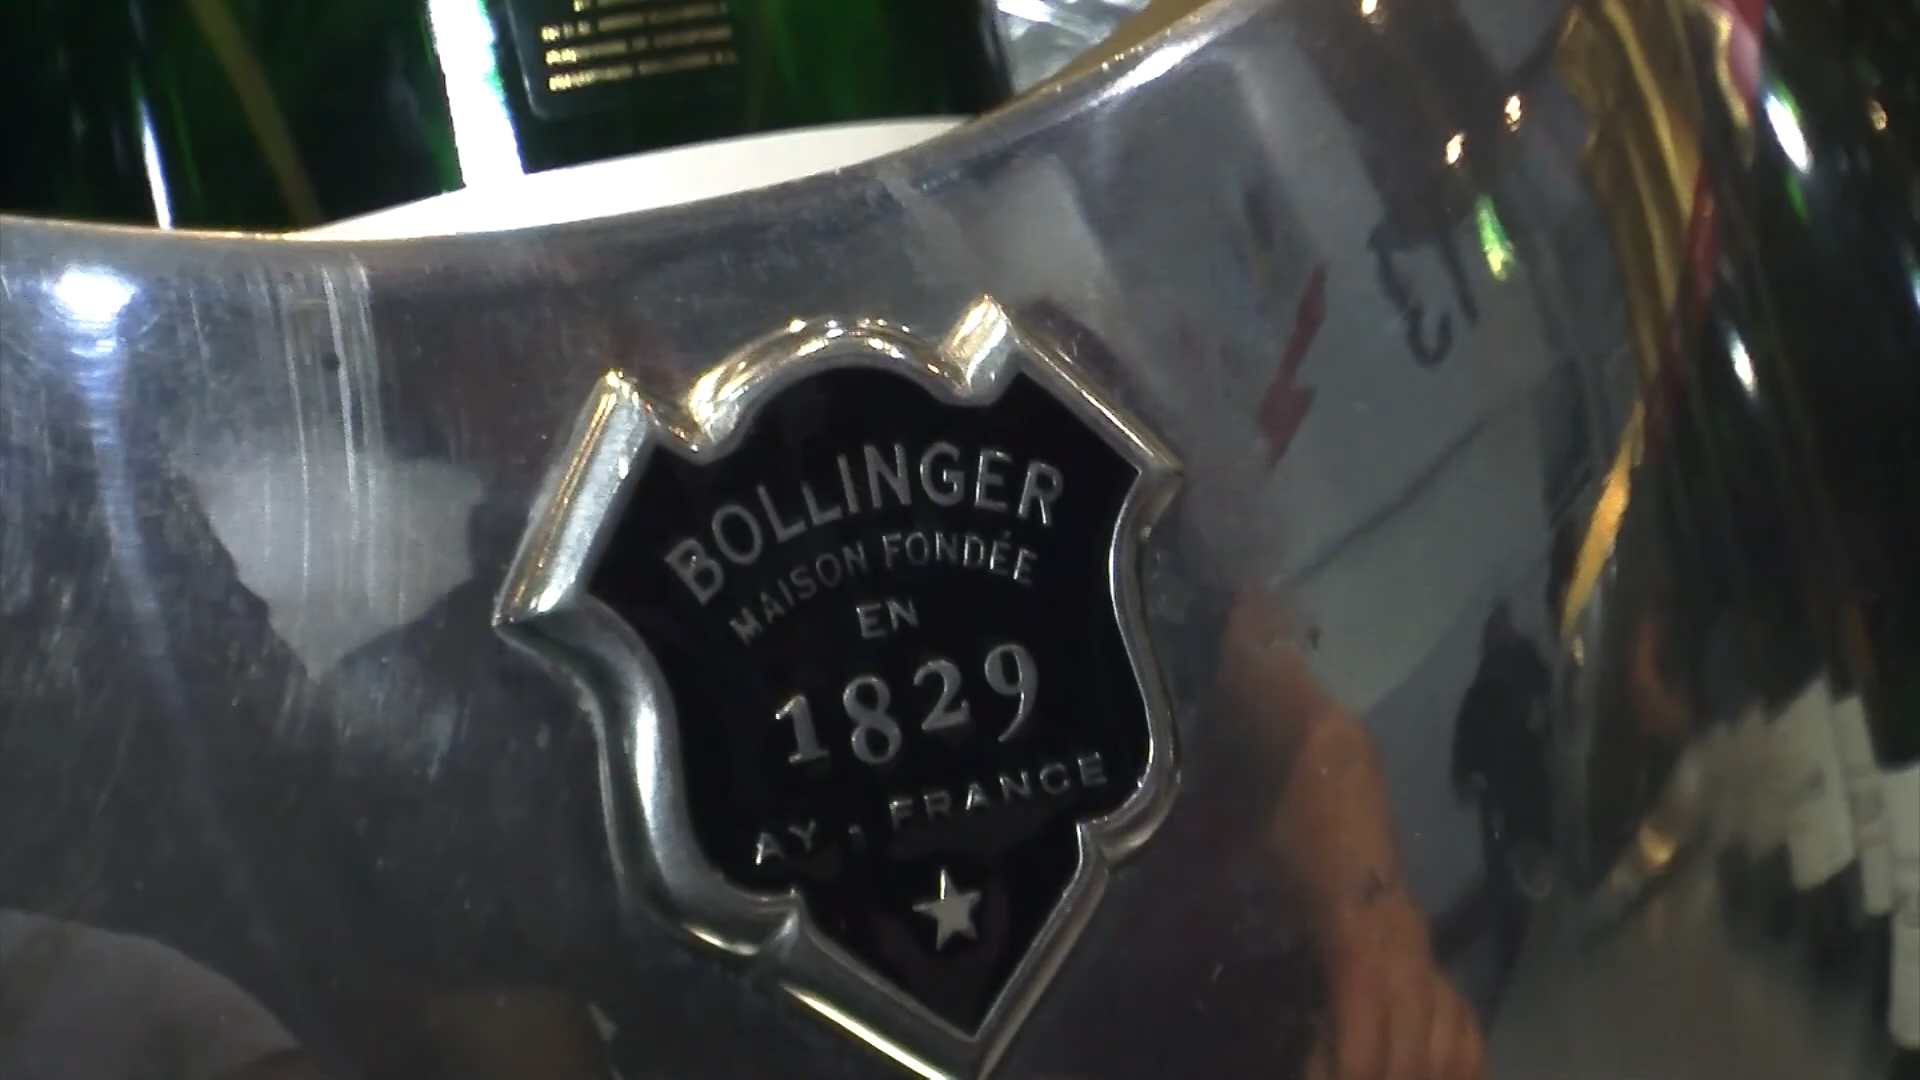 BOLLINGER
MAISON FONDÉE
EN
1829
AY. FRANCE